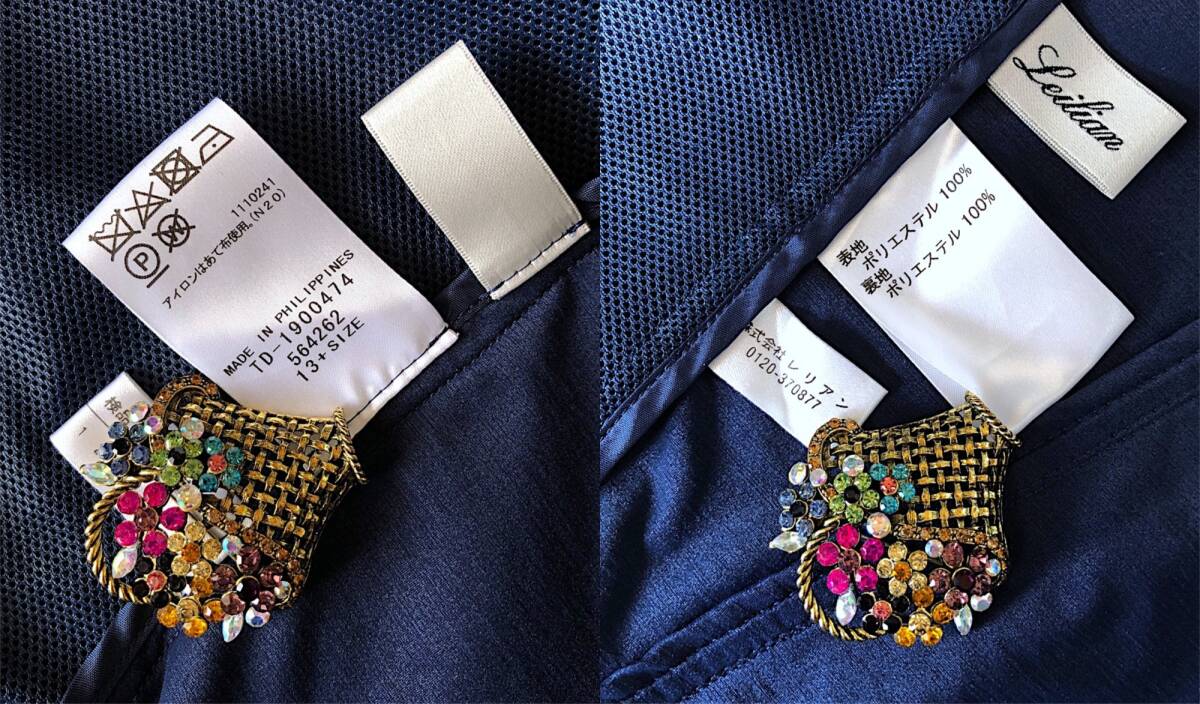 1110241
アイロンはあて布使用。(N20)
MADE IN PHILIPPINES
TD-1900474
564262
13+SIZE
1
Leilian
表地
ポリエステル 100%
裏地
ポリエステル 100%
株式会社レリアン
0120-370877